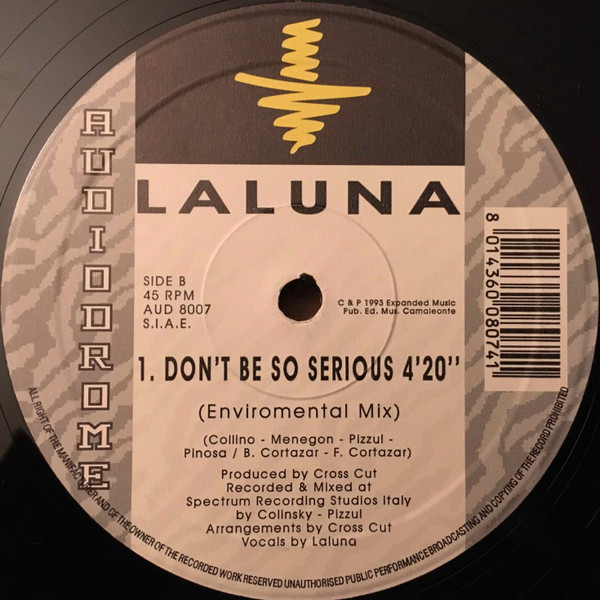 AUDIODROME
LALUNA
SIDE B
45 RPM
AUD 8007
S.I.A.E.
C & P 1993 Expanded Music
Pub. Ed. Mus. Camaleonte
8 014360 080741
1. DON'T BE SO SERIOUS 4'20''
(Enviromental Mix)
(Collino - Menegon - Pizzul -
Pinosa / B. Cortazar - F. Cortazar)
Produced by Cross Cut
Recorded & Mixed at
Spectrum Recording Studios Italy
by Colinsky - Pizzul
Arrangements by Cross Cut
Vocals by Laluna
ALL RIGHT OF THE MANIFACTURER AND OF THE OWNER OF THE RECORDED WORK RESERVED UNAUTHORISED PUBLIC PERFORMANCE BROADCASTING AND COPYING OF THE RECORD PROHIBITED